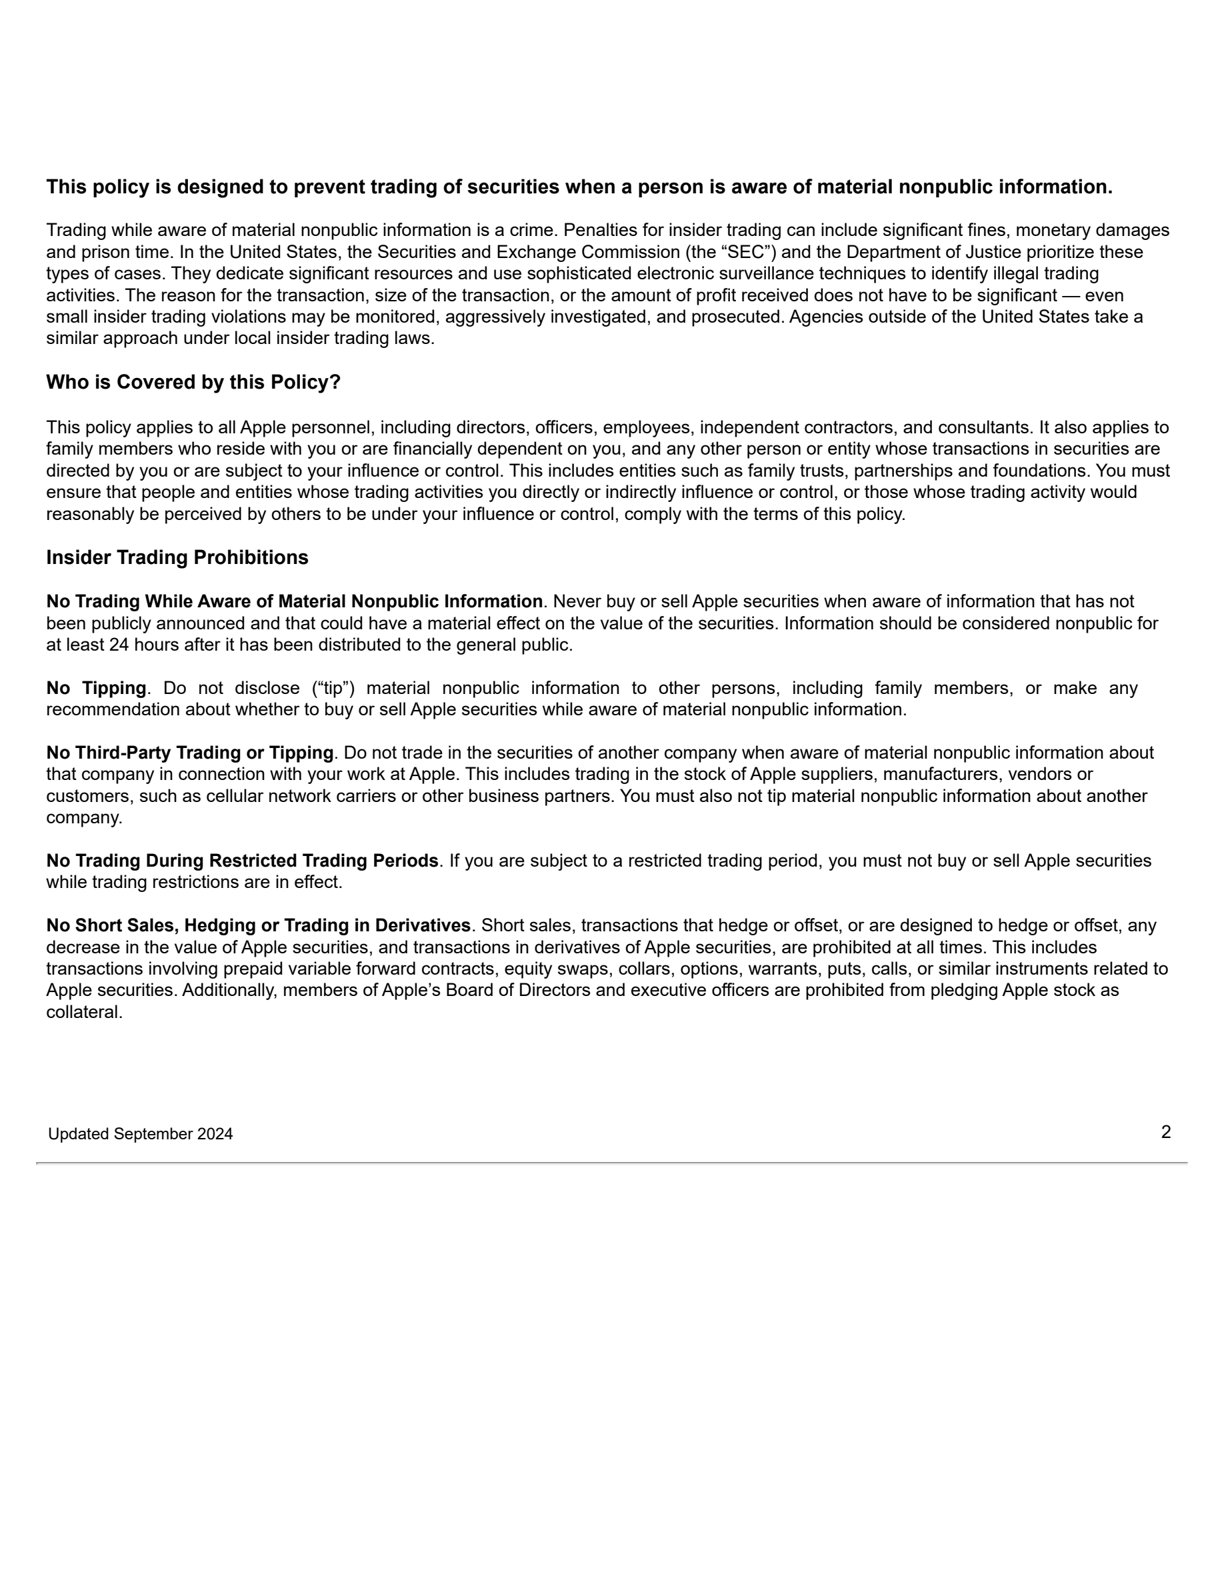 This policy is designed to prevent trading of securities when a person is aware of material nonpublic information.
Trading while aware of material nonpublic information is a crime. Penalties for insider trading can include significant fines, monetary damages
and prison time. In the United States, the Securities and Exchange Commission (the “SEC”) and the Department of Justice prioritize these
types of cases. They dedicate significant resources and use sophisticated electronic surveillance techniques to identify illegal trading
activities. The reason for the transaction, size of the transaction, or the amount of profit received does not have to be significant — even
small insider trading violations may be monitored, aggressively investigated, and prosecuted. Agencies outside of the United States take a
similar approach under local insider trading laws.
Who is Covered by this Policy?
This policy applies to all Apple personnel, including directors, officers, employees, independent contractors, and consultants. It also applies to
family members who reside with you or are financially dependent on you, and any other person or entity whose transactions in securities are
directed by you or are subject to your influence or control. This includes entities such as family trusts, partnerships and foundations. You must
ensure that people and entities whose trading activities you directly or indirectly influence or control, or those whose trading activity would
reasonably be perceived by others to be under your influence or control, comply with the terms of this policy.
Insider Trading Prohibitions
No Trading While Aware of Material Nonpublic Information. Never buy or sell Apple securities when aware of information that has not
been publicly announced and that could have a material effect on the value of the securities. Information should be considered nonpublic for
at least 24 hours after it has been distributed to the general public.
No Tipping. Do not disclose (“tip”) material nonpublic information to other persons, including family members, or make any
recommendation about whether to buy or sell Apple securities while aware of material nonpublic information.
No Third-Party Trading or Tipping. Do not trade in the securities of another company when aware of material nonpublic information about
that company in connection with your work at Apple. This includes trading in the stock of Apple suppliers, manufacturers, vendors or
customers, such as cellular network carriers or other business partners. You must also not tip material nonpublic information about another
company.
No Trading During Restricted Trading Periods. If you are subject to a restricted trading period, you must not buy or sell Apple securities
while trading restrictions are in effect.
No Short Sales, Hedging or Trading in Derivatives. Short sales, transactions that hedge or offset, or are designed to hedge or offset, any
decrease in the value of Apple securities, and transactions in derivatives of Apple securities, are prohibited at all times. This includes
transactions involving prepaid variable forward contracts, equity swaps, collars, options, warrants, puts, calls, or similar instruments related to
Apple securities. Additionally, members of Apple’s Board of Directors and executive officers are prohibited from pledging Apple stock as
collateral.
Updated September 2024
2